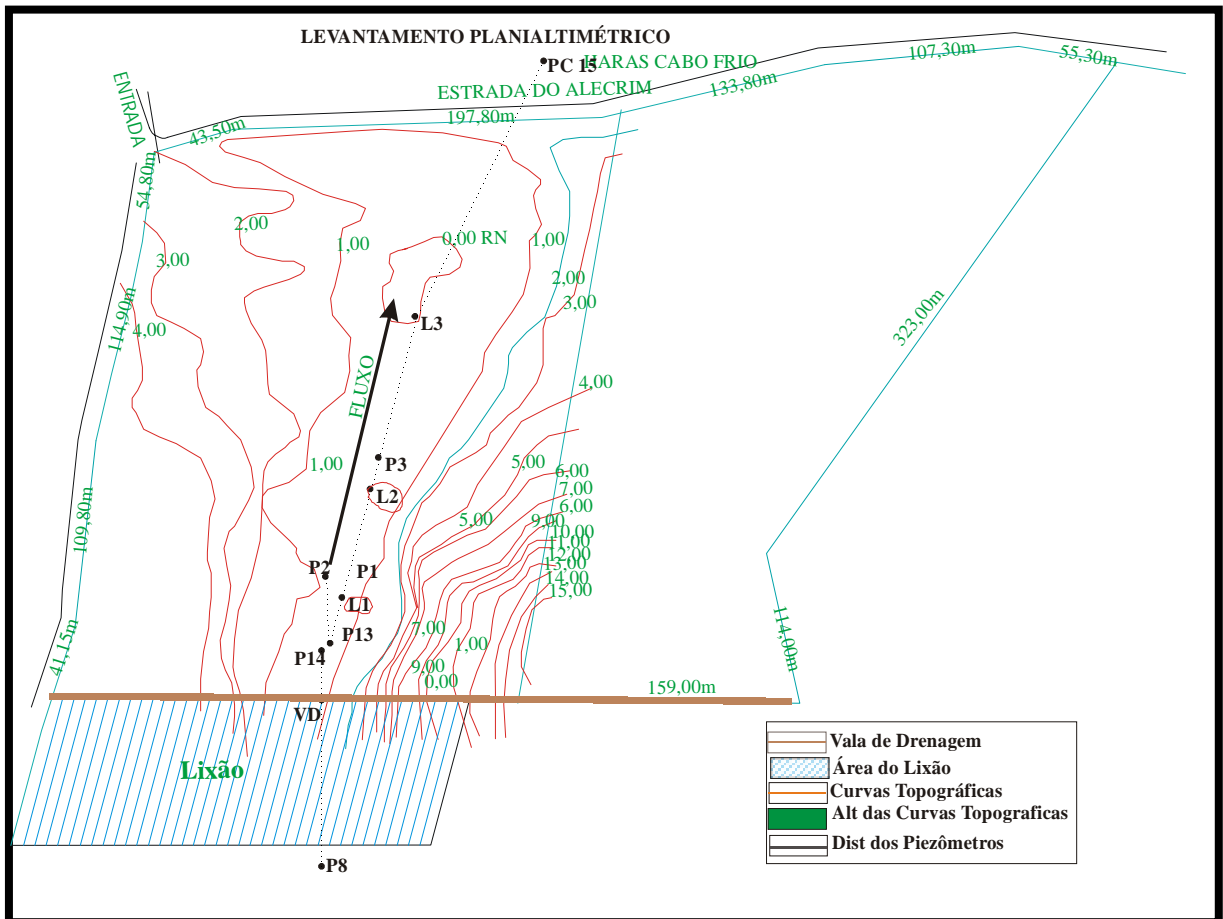 LEVANTAMENTO PLANIALTIMÉTRICO
PC 15
HARAS CABO FRIO
ESTRADA DO ALECRIM
107,30m
55,30m
133,80m
197,80m
43,50m
ENTRADA
54,80m
2,00
1,00
0,00 RN
1,00
3,00
2,00
3,00
4,00
114,90m
L3
323,00m
FLUXO
4,00
1,00
P3
5,00
6,00
7,00
L2
6,00
5,00
9,00
10,00
11,00
12,00
13,00
14,00
15,00
109,80m
P2
P1
L1
7,00
P13
1,00
P14
9,00
0,00
41,15m
114,00m
159,00m
VD
Lixão
P8
Vala de Drenagem
Área do Lixão
Curvas Topográficas
Alt das Curvas Topograficas
Dist dos Piezômetros